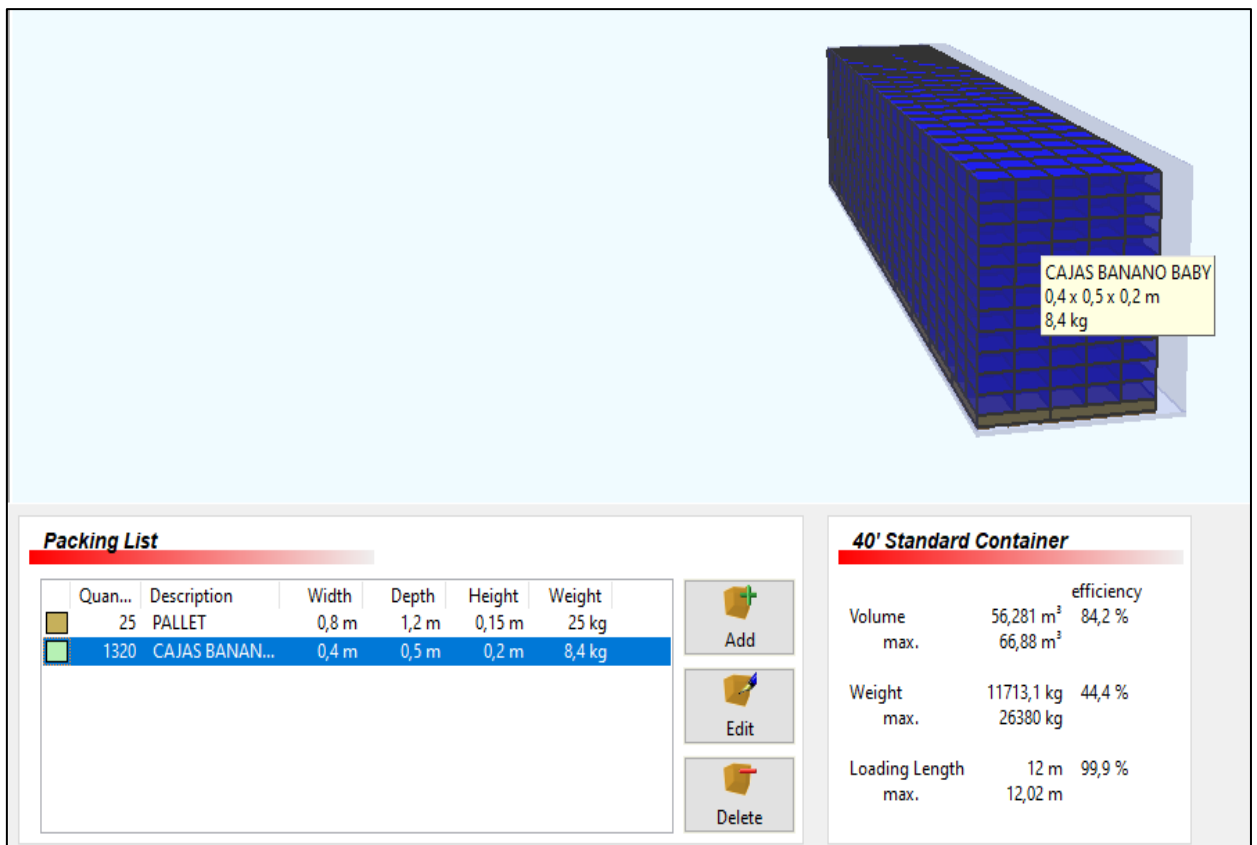 CAJAS BANANO BABY
0,4 x 0,5 x 0,2 m
8,4 kg
Packing List
Quan... Description Width Depth Height Weight
25 PALLET 0,8 m 1,2 m 0,15 m 25 kg
1320 CAJAS BANAN... 0,4 m 0,5 m 0,2 m 8,4 kg
Add
Edit
Delete
40' Standard Container
efficiency
Volume 56,281 m³ 84,2 %
max. 66,88 m³
Weight 11713,1 kg 44,4 %
max. 26380 kg
Loading Length 12 m 99,9 %
max. 12,02 m